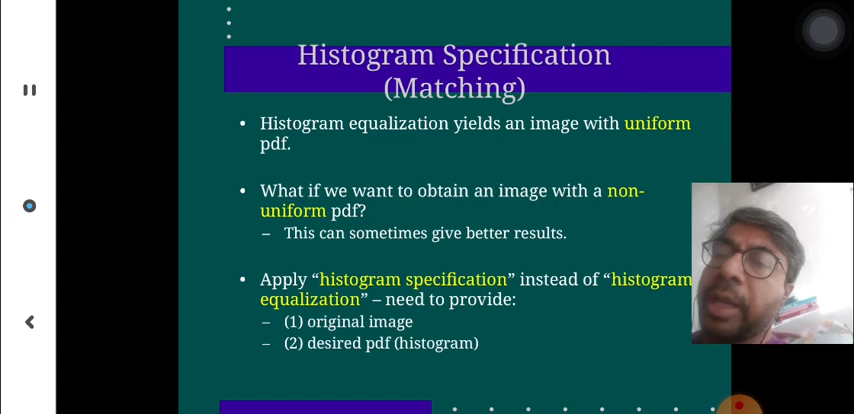 Histogram Specification
(Matching)
• Histogram equalization yields an image with uniform
pdf.
• What if we want to obtain an image with a non-
uniform pdf?
– This can sometimes give better results.
• Apply “histogram specification” instead of “histogram
equalization” – need to provide:
– (1) original image
– (2) desired pdf (histogram)